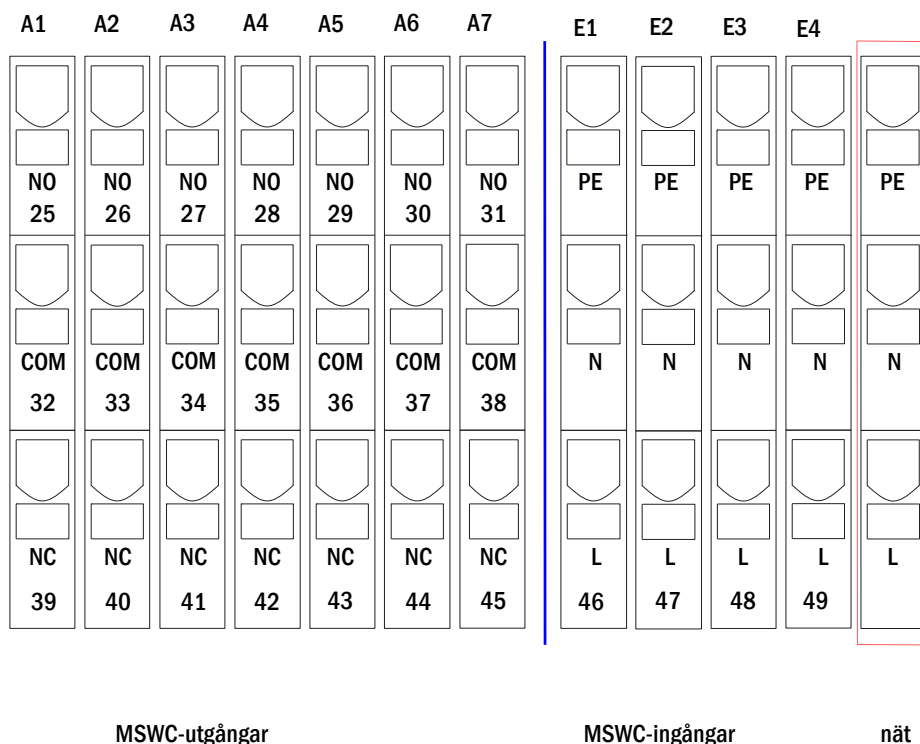 A1 A2 A3 A4 A5 A6 A7 E1 E2 E3 E4
NO NO NO NO NO NO NO PE PE PE PE PE
25 26 27 28 29 30 31
COM COM COM COM COM COM COM N N N N N
32 33 34 35 36 37 38
NC NC NC NC NC NC NC L L L L L
39 40 41 42 43 44 45 46 47 48 49
MSWC-utgångar MSWC-ingångar nät